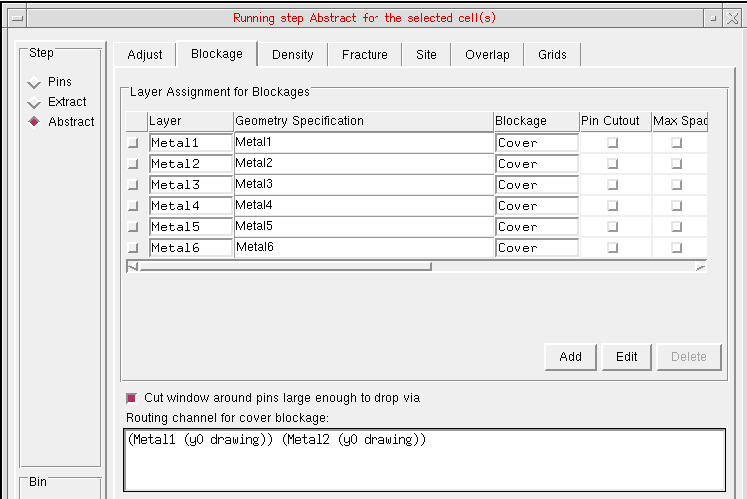 Running step Abstract for the selected cell(s)
Step
Pins
Extract
Abstract
Adjust Blockage Density Fracture Site Overlap Grids
Layer Assignment for Blockages
Layer Geometry Specification Blockage Pin Cutout Max Spac
Metal1 Metal1 Cover
Metal2 Metal2 Cover
Metal3 Metal3 Cover
Metal4 Metal4 Cover
Metal5 Metal5 Cover
Metal6 Metal6 Cover
Add Edit Delete
Cut window around pins large enough to drop via
Routing channel for cover blockage:
(Metal1 (y0 drawing)) (Metal2 (y0 drawing))
Bin